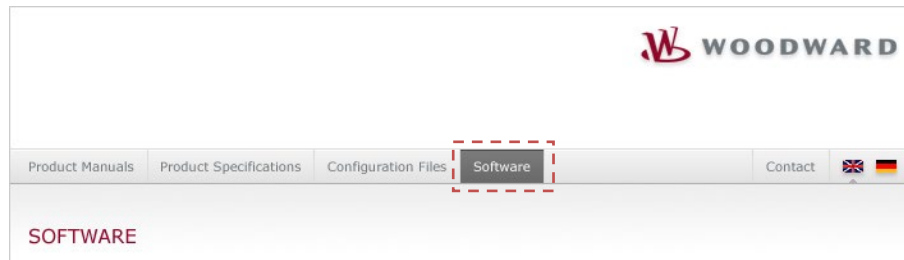 WOODWARD
Product Manuals Product Specifications Configuration Files Software Contact
SOFTWARE